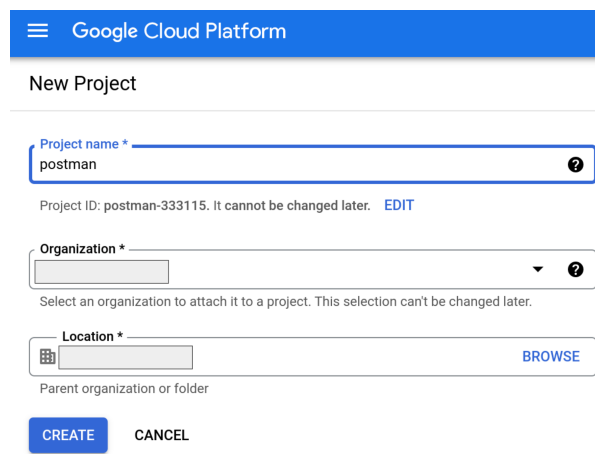 Google Cloud Platform
New Project
Project name *
postman
Project ID: postman-333115. It cannot be changed later. EDIT
Organization *
Select an organization to attach it to a project. This selection can't be changed later.
Location *
BROWSE
Parent organization or folder
CREATE CANCEL